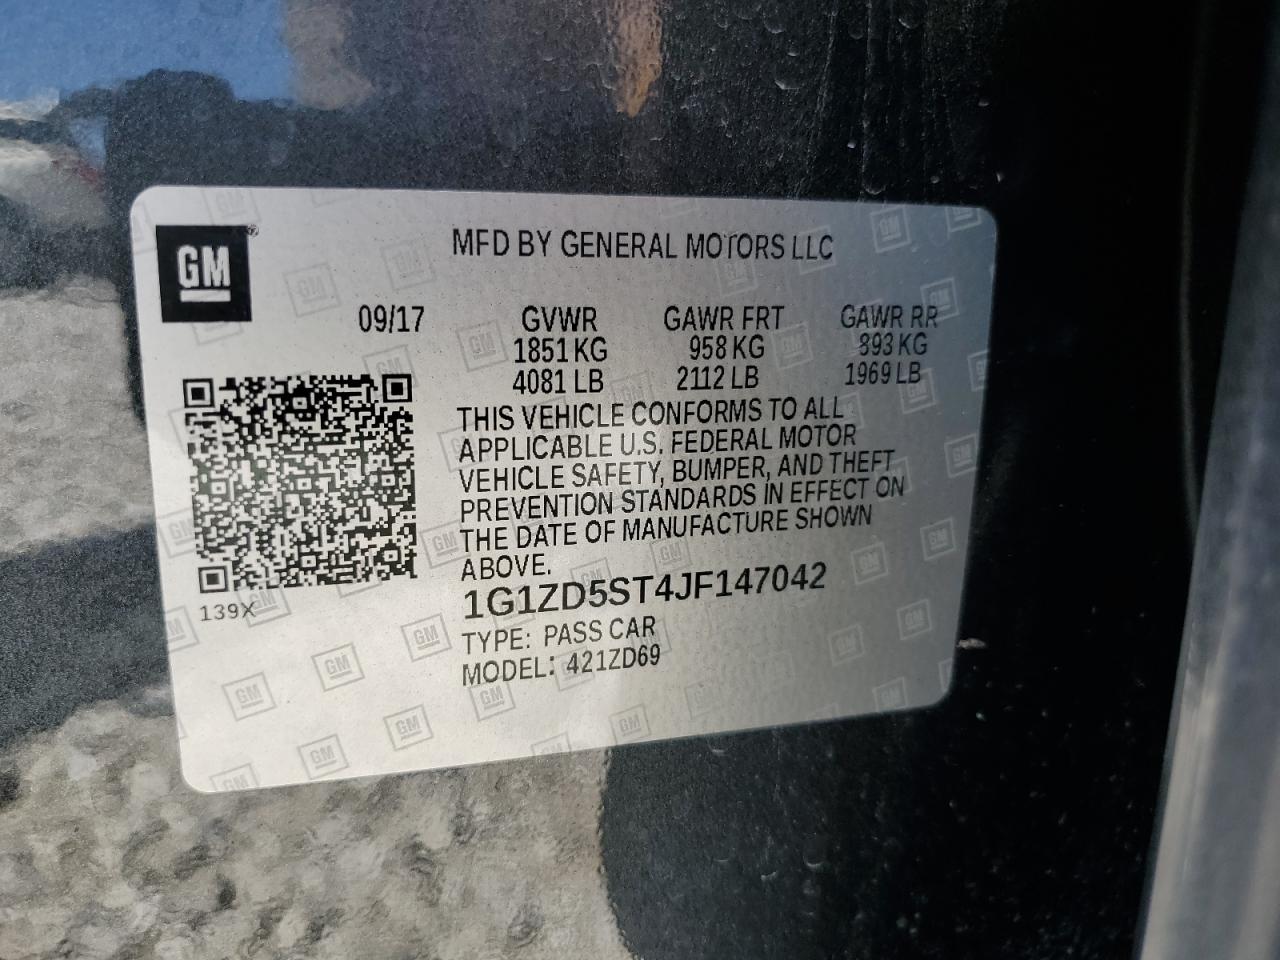 GM
MFD BY GENERAL MOTORS LLC
09/17 GVWR GAWR FRT GAWR RR
1851 KG 958 KG 893 KG
4081 LB 2112 LB 1969 LB
THIS VEHICLE CONFORMS TO ALL
APPLICABLE U.S. FEDERAL MOTOR
VEHICLE SAFETY, BUMPER, AND THEFT
PREVENTION STANDARDS IN EFFECT ON
THE DATE OF MANUFACTURE SHOWN
ABOVE.
1G1ZD5ST4JF147042
139X
TYPE: PASS CAR
MODEL: 421ZD69